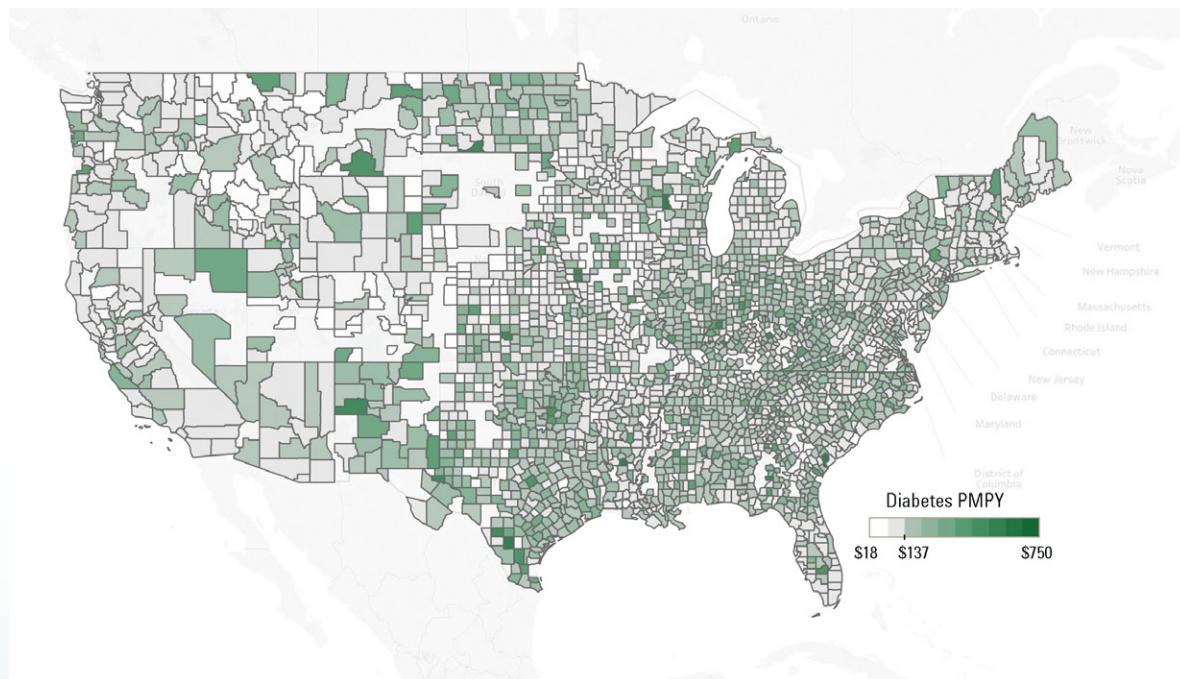 Ontario
New
Brunswick
Nova
Scotia
South
Vermont
New Hampshire
Massachusetts
Rhode Island
Connecticut
New Jersey
Delaware
Maryland
District of
Columbia
Diabetes PMPY
$18 $137 $750